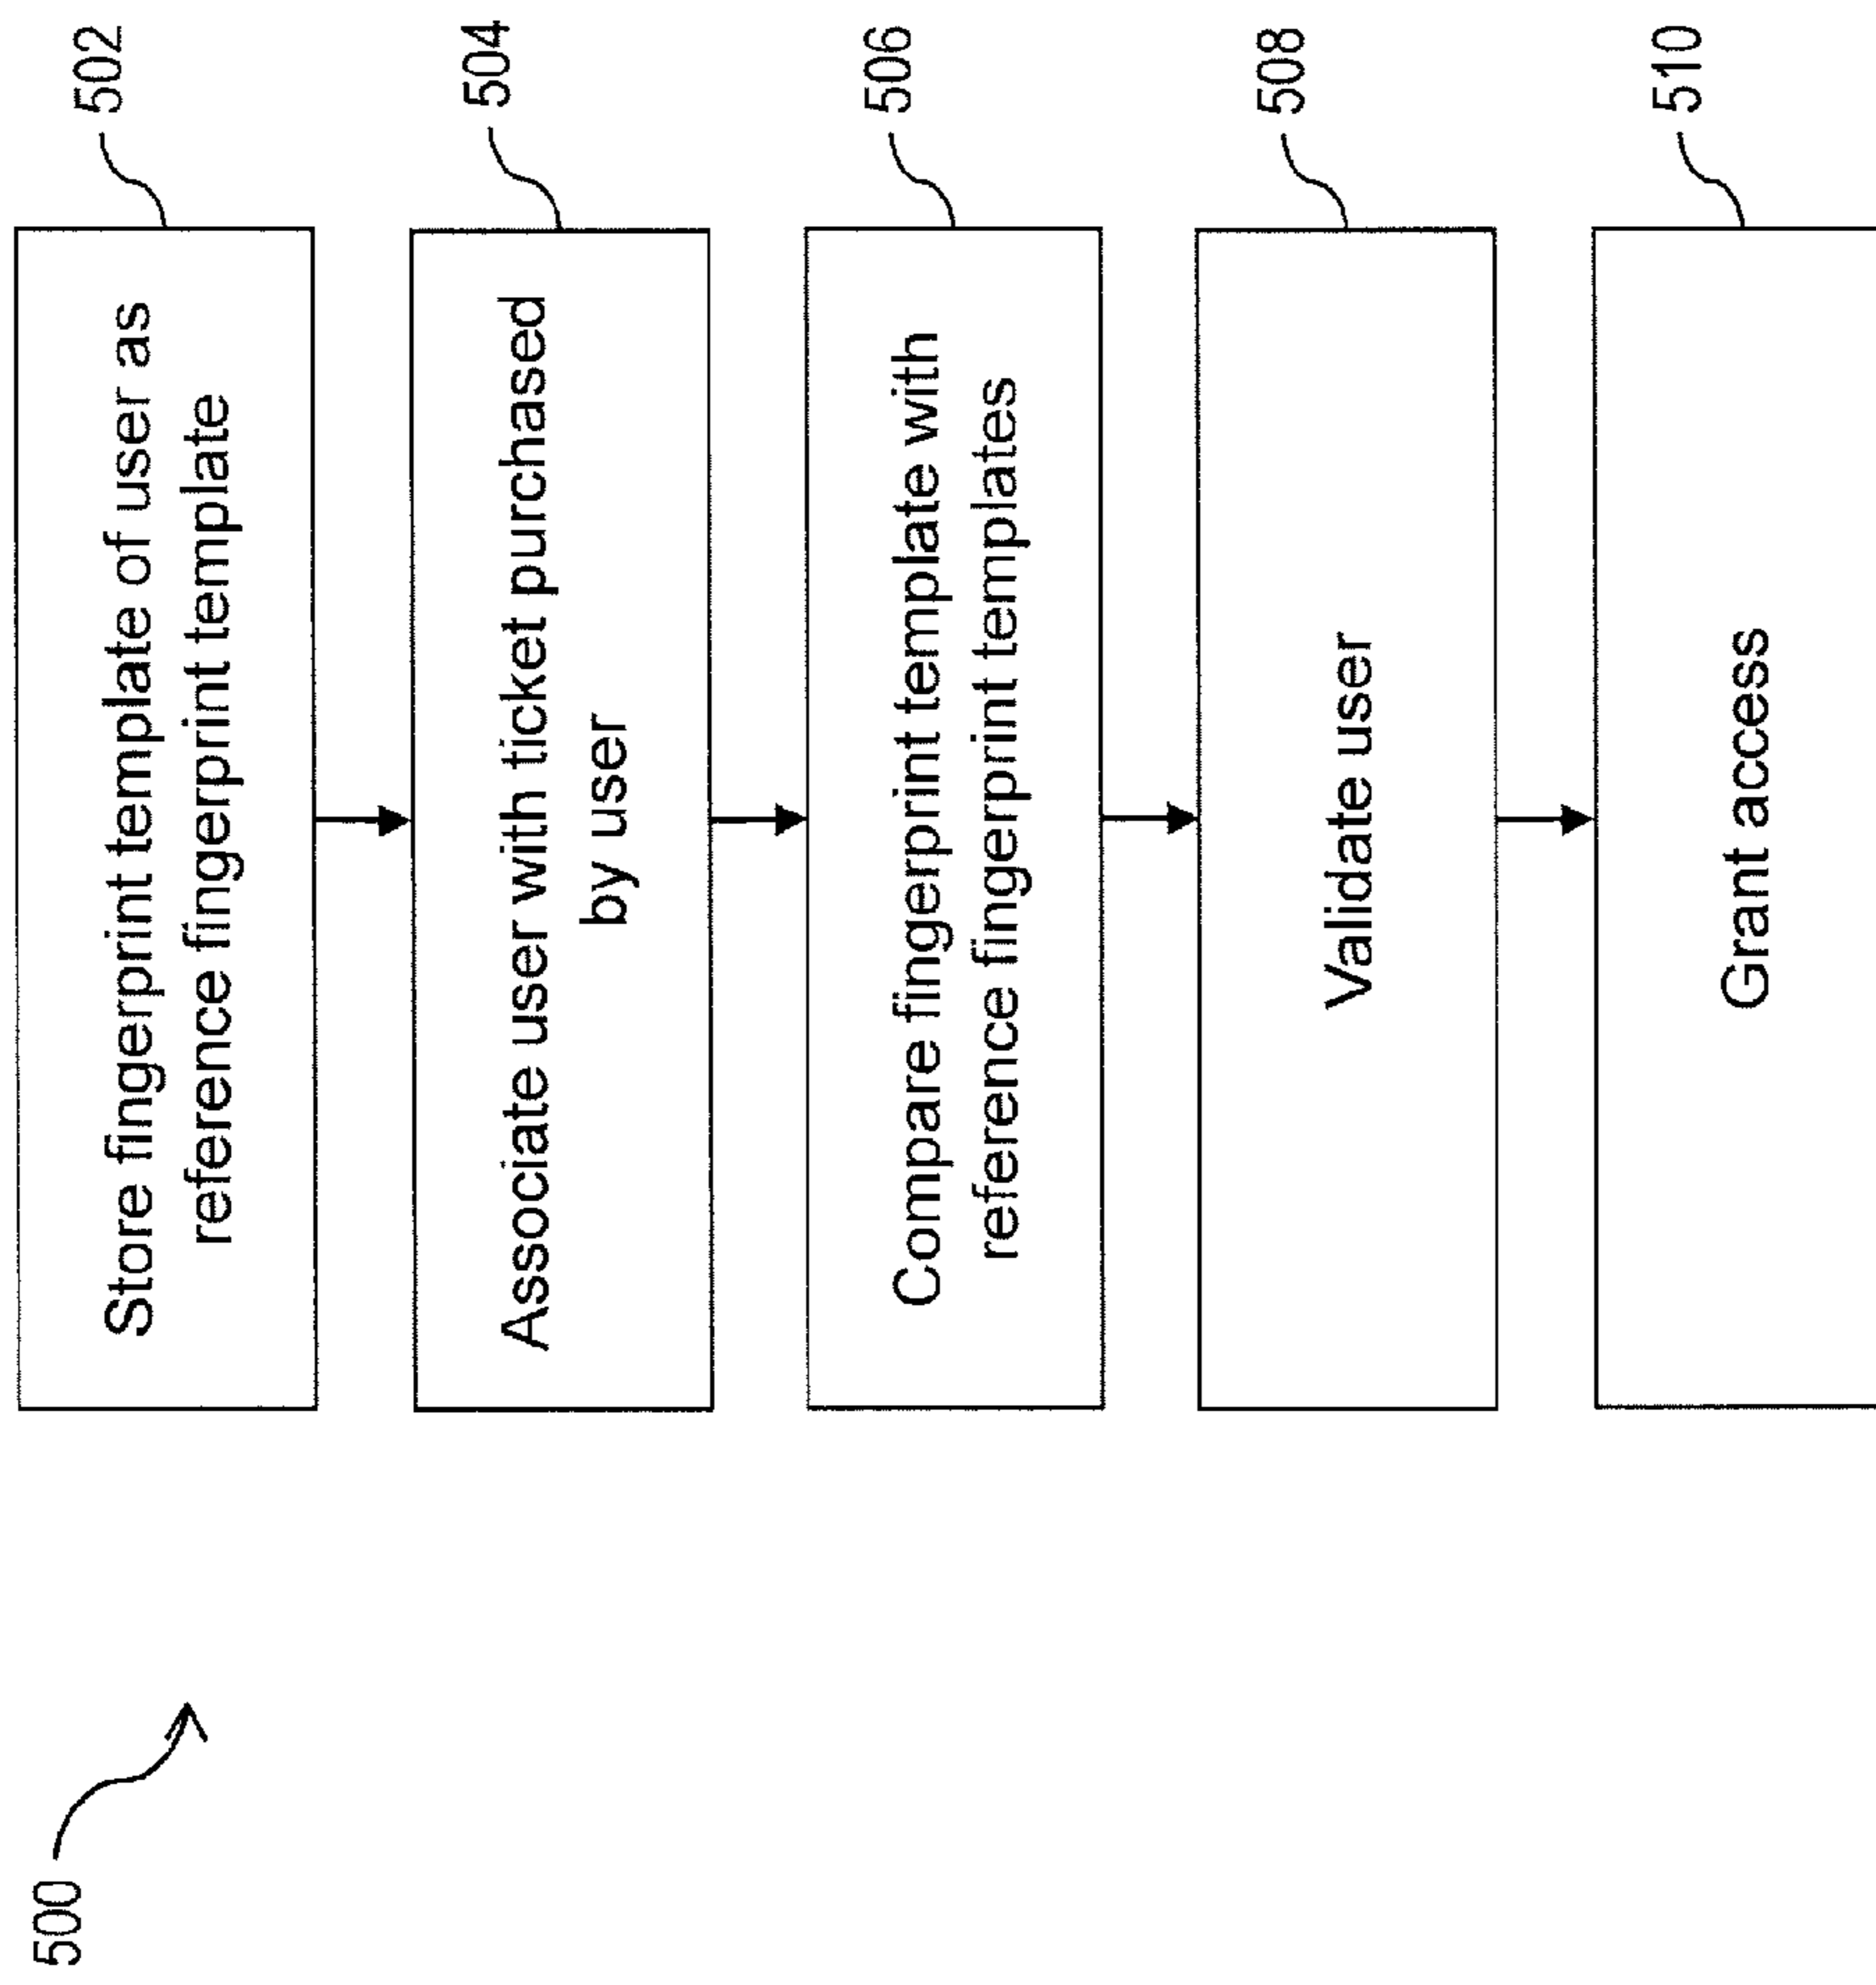 500
Store fingerprint template of user as
reference fingerprint template
502
Associate user with ticket purchased
by user
504
Compare fingerprint template with
reference fingerprint templates
506
Validate user
508
Grant access
510